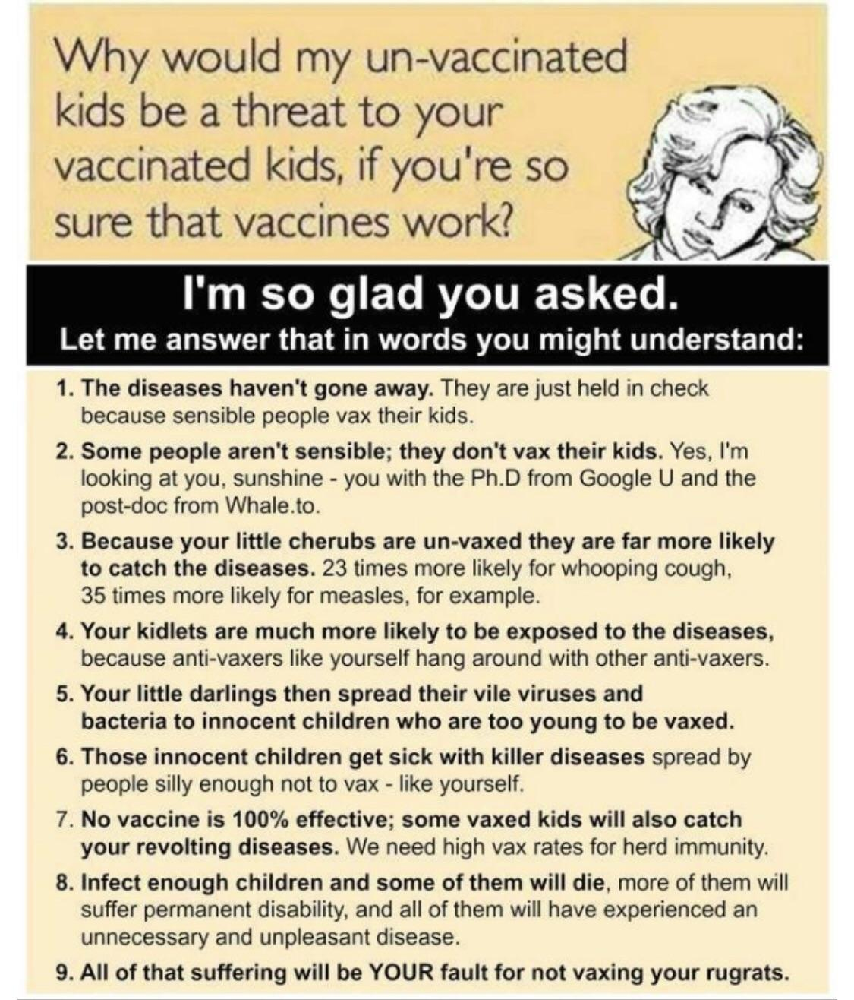 Why would my un-vaccinated
kids be a threat to your
vaccinated kids, if you're so
sure that vaccines work?
I'm so glad you asked.
Let me answer that in words you might understand:
1. The diseases haven't gone away. They are just held in check
because sensible people vax their kids.
2. Some people aren't sensible; they don't vax their kids. Yes, I'm
looking at you, sunshine - you with the Ph.D from Google U and the
post-doc from Whale.to.
3. Because your little cherubs are un-vaxed they are far more likely
to catch the diseases. 23 times more likely for whooping cough,
35 times more likely for measles, for example.
4. Your kidlets are much more likely to be exposed to the diseases,
because anti-vaxers like yourself hang around with other anti-vaxers.
5. Your little darlings then spread their vile viruses and
bacteria to innocent children who are too young to be vaxed.
6. Those innocent children get sick with killer diseases spread by
people silly enough not to vax - like yourself.
7. No vaccine is 100% effective; some vaxed kids will also catch
your revolting diseases. We need high vax rates for herd immunity.
8. Infect enough children and some of them will die, more of them will
suffer permanent disability, and all of them will have experienced an
unnecessary and unpleasant disease.
9. All of that suffering will be YOUR fault for not vaxing your rugrats.